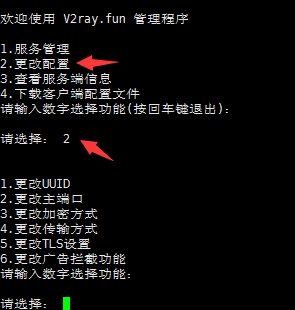 欢迎使用 V2ray.fun 管理程序
1.服务管理
2.更改配置
3.查看服务端信息
4.下载客户端配置文件
请输入数字选择功能(按回车键退出):
请选择: 2
1.更改UUID
2.更改主端口
3.更改加密方式
4.更改传输方式
5.更改TLS设置
6.更改广告拦截功能
请输入数字选择功能:
请选择: